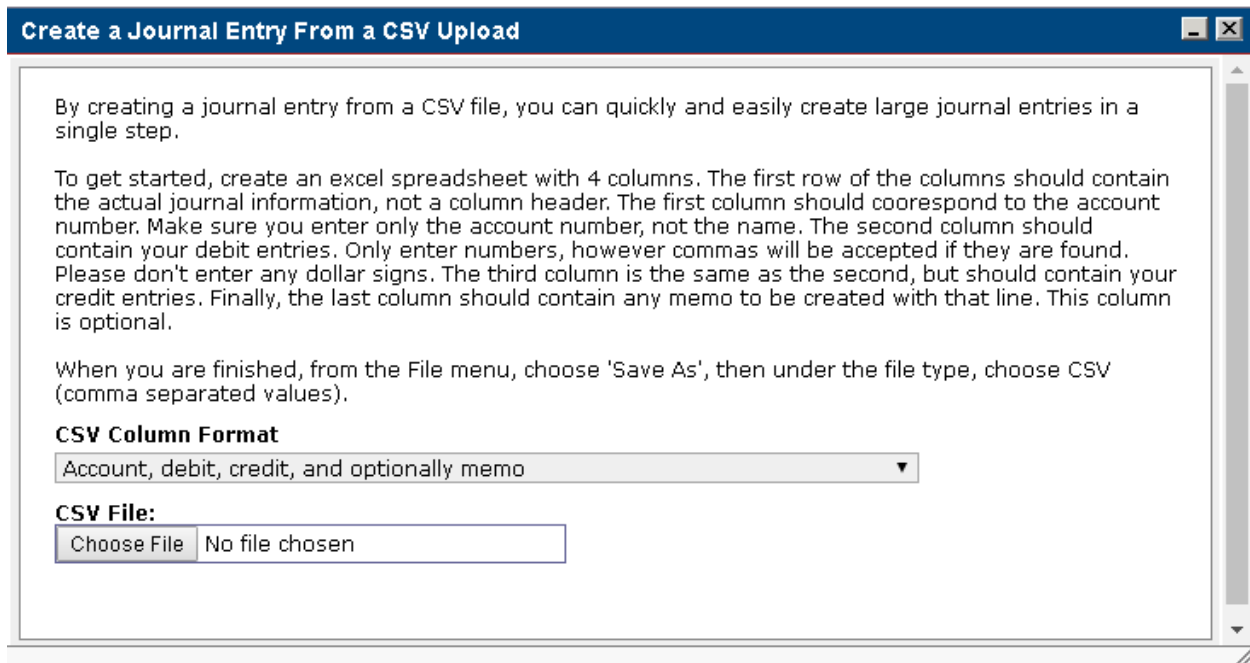 Create a Journal Entry From a CSV Upload
By creating a journal entry from a CSV file, you can quickly and easily create large journal entries in a
single step.
To get started, create an excel spreadsheet with 4 columns. The first row of the columns should contain
the actual journal information, not a column header. The first column should coorespond to the account
number. Make sure you enter only the account number, not the name. The second column should
contain your debit entries. Only enter numbers, however commas will be accepted if they are found.
Please don't enter any dollar signs. The third column is the same as the second, but should contain your
credit entries. Finally, the last column should contain any memo to be created with that line. This column
is optional.
When you are finished, from the File menu, choose 'Save As', then under the file type, choose CSV
(comma separated values).
CSV Column Format
Account, debit, credit, and optionally memo
CSV File:
Choose File No file chosen